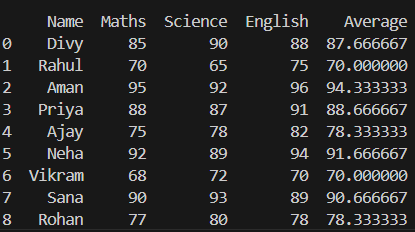 Name Maths Science English Average
0 Divy 85 90 88 87.666667
1 Rahul 70 65 75 70.000000
2 Aman 95 92 96 94.333333
3 Priya 88 87 91 88.666667
4 Ajay 75 78 82 78.333333
5 Neha 92 89 94 91.666667
6 Vikram 68 72 70 70.000000
7 Sana 90 93 89 90.666667
8 Rohan 77 80 78 78.333333